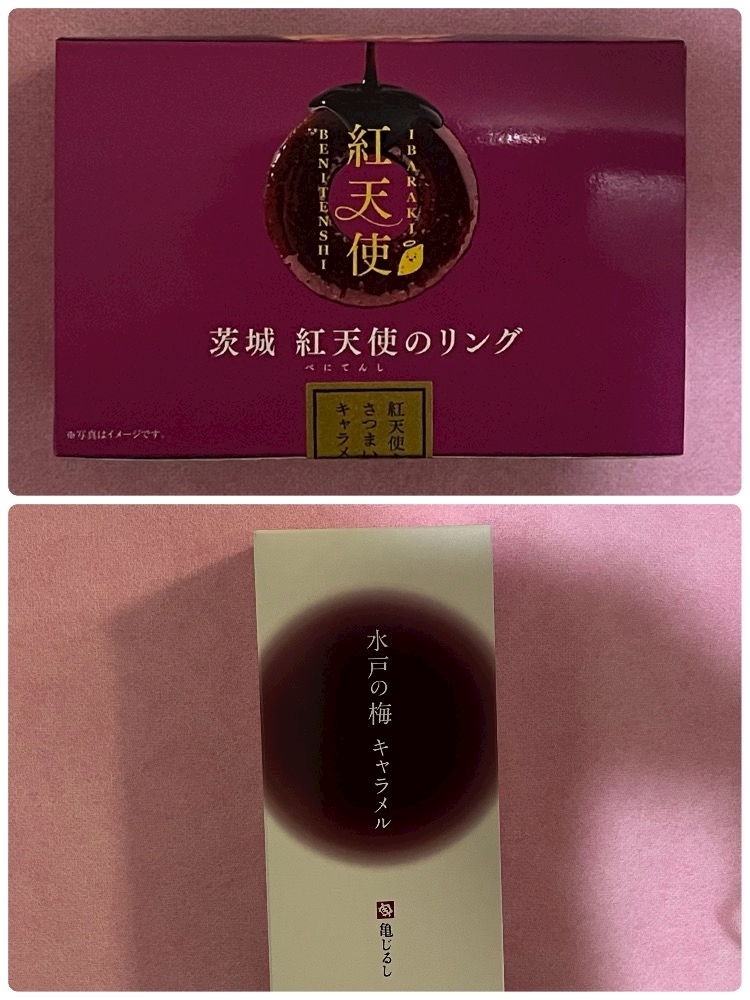 紅天使
BENITENSHI
IBARAKI
茨城 紅天使のリング
べにてんし
紅天使
さつまい
キャラメ
※写真はイメージです。
水戸の梅 キャラメル
亀じるし